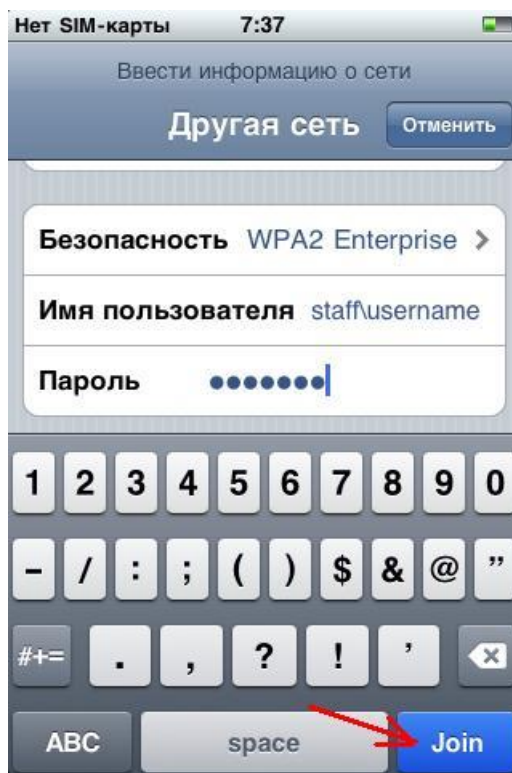 Нет SIM-карты 7:37
Ввести информацию о сети
Другая сеть Отменить
Безопасность WPA2 Enterprise >
Имя пользователя staff\username
Пароль •••••••
1 2 3 4 5 6 7 8 9 0
- / : ; ( ) $ & @ "
#+= . , ? ! '
ABC space Join